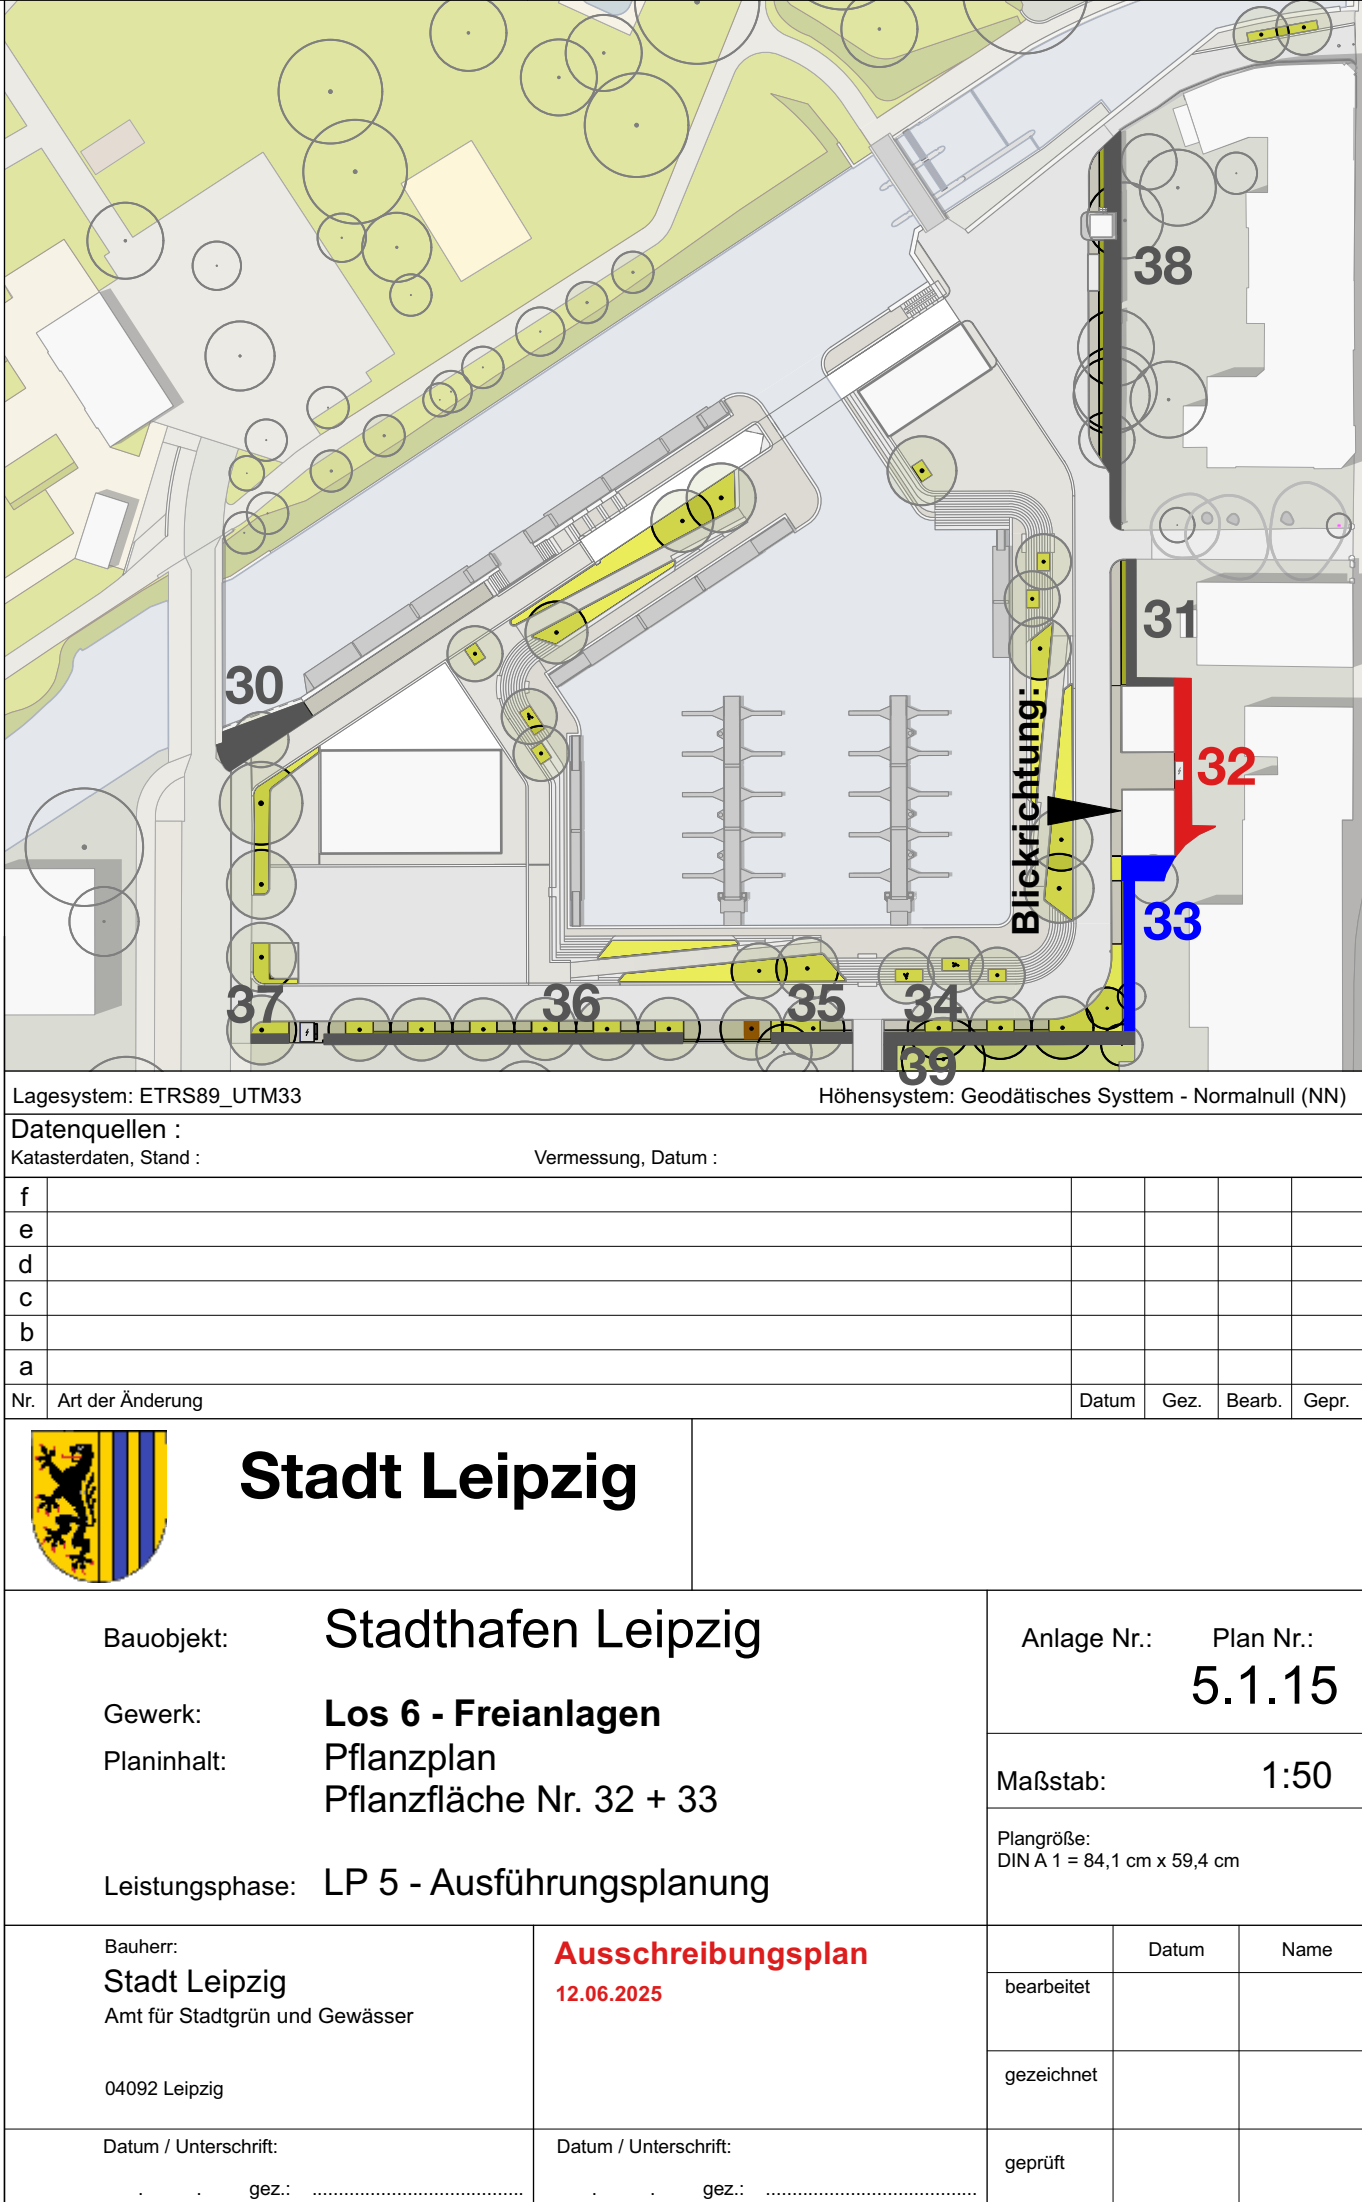 38
31
30
Blickrichtung:
32
33
37
36
35
34
39
Lagesystem: ETRS89_UTM33
Höhensystem: Geodätisches Systtem - Normalnull (NN)
Datenquellen :
Katasterdaten, Stand :
Vermessung, Datum :
f
e
d
c
b
a
Nr. Art der Änderung Datum Gez. Bearb. Gepr.
Stadt Leipzig
Bauobjekt: Stadthafen Leipzig
Anlage Nr.: Plan Nr.:
5.1.15
Gewerk: Los 6 - Freianlagen
Planinhalt: Pflanzplan
Pflanzfläche Nr. 32 + 33
Maßstab: 1:50
Plangröße:
DIN A 1 = 84,1 cm x 59,4 cm
Leistungsphase: LP 5 - Ausführungsplanung
Bauherr:
Stadt Leipzig
Amt für Stadtgrün und Gewässer
04092 Leipzig
Ausschreibungsplan
12.06.2025
Datum Name
bearbeitet
gezeichnet
geprüft
Datum / Unterschrift:
. . gez.: ........................................
Datum / Unterschrift:
. . gez.: ........................................